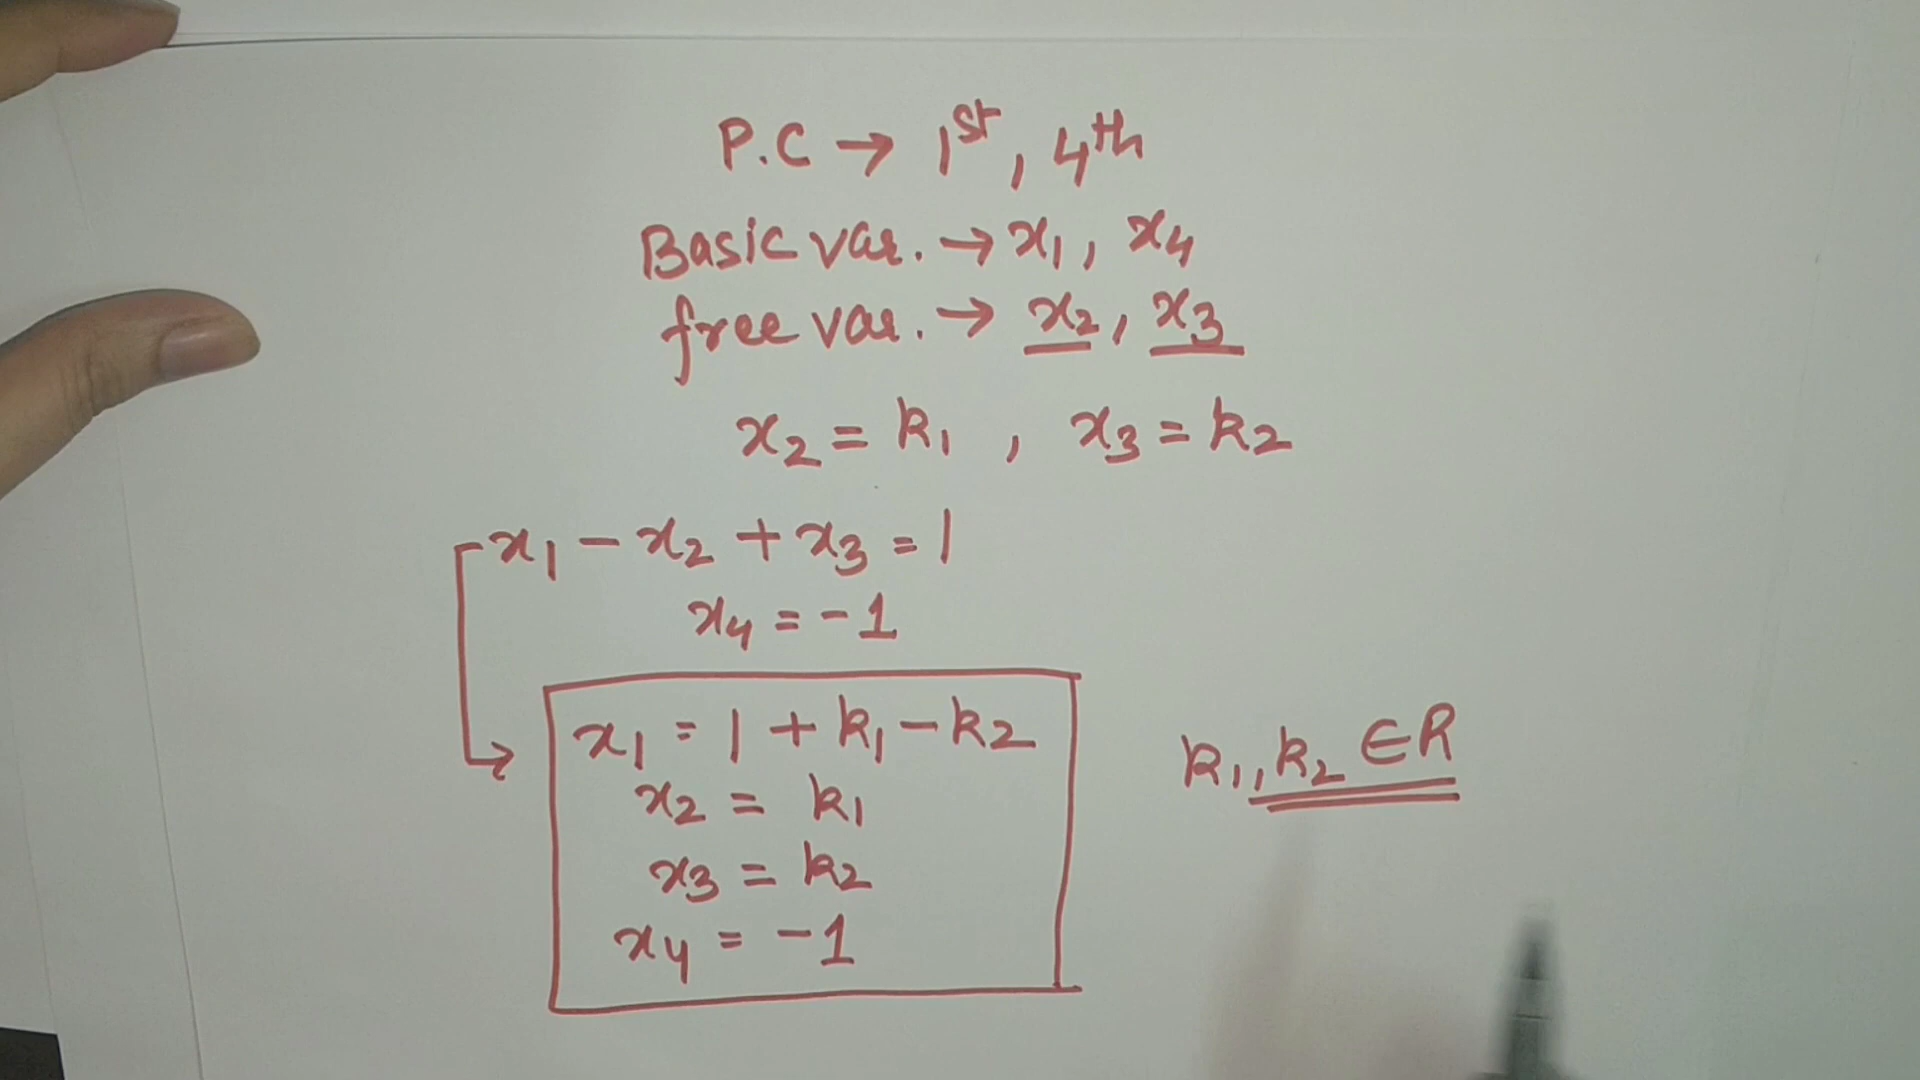 P.C → 1st, 4th
Basic var. → x1, x4
free var. → x2, x3
x2 = k1 , x3 = k2
x1 - x2 + x3 = 1
x4 = -1
x1 = 1 + k1 - k2
x2 = k1
x3 = k2
x4 = -1
k1,, k2 ∈ R